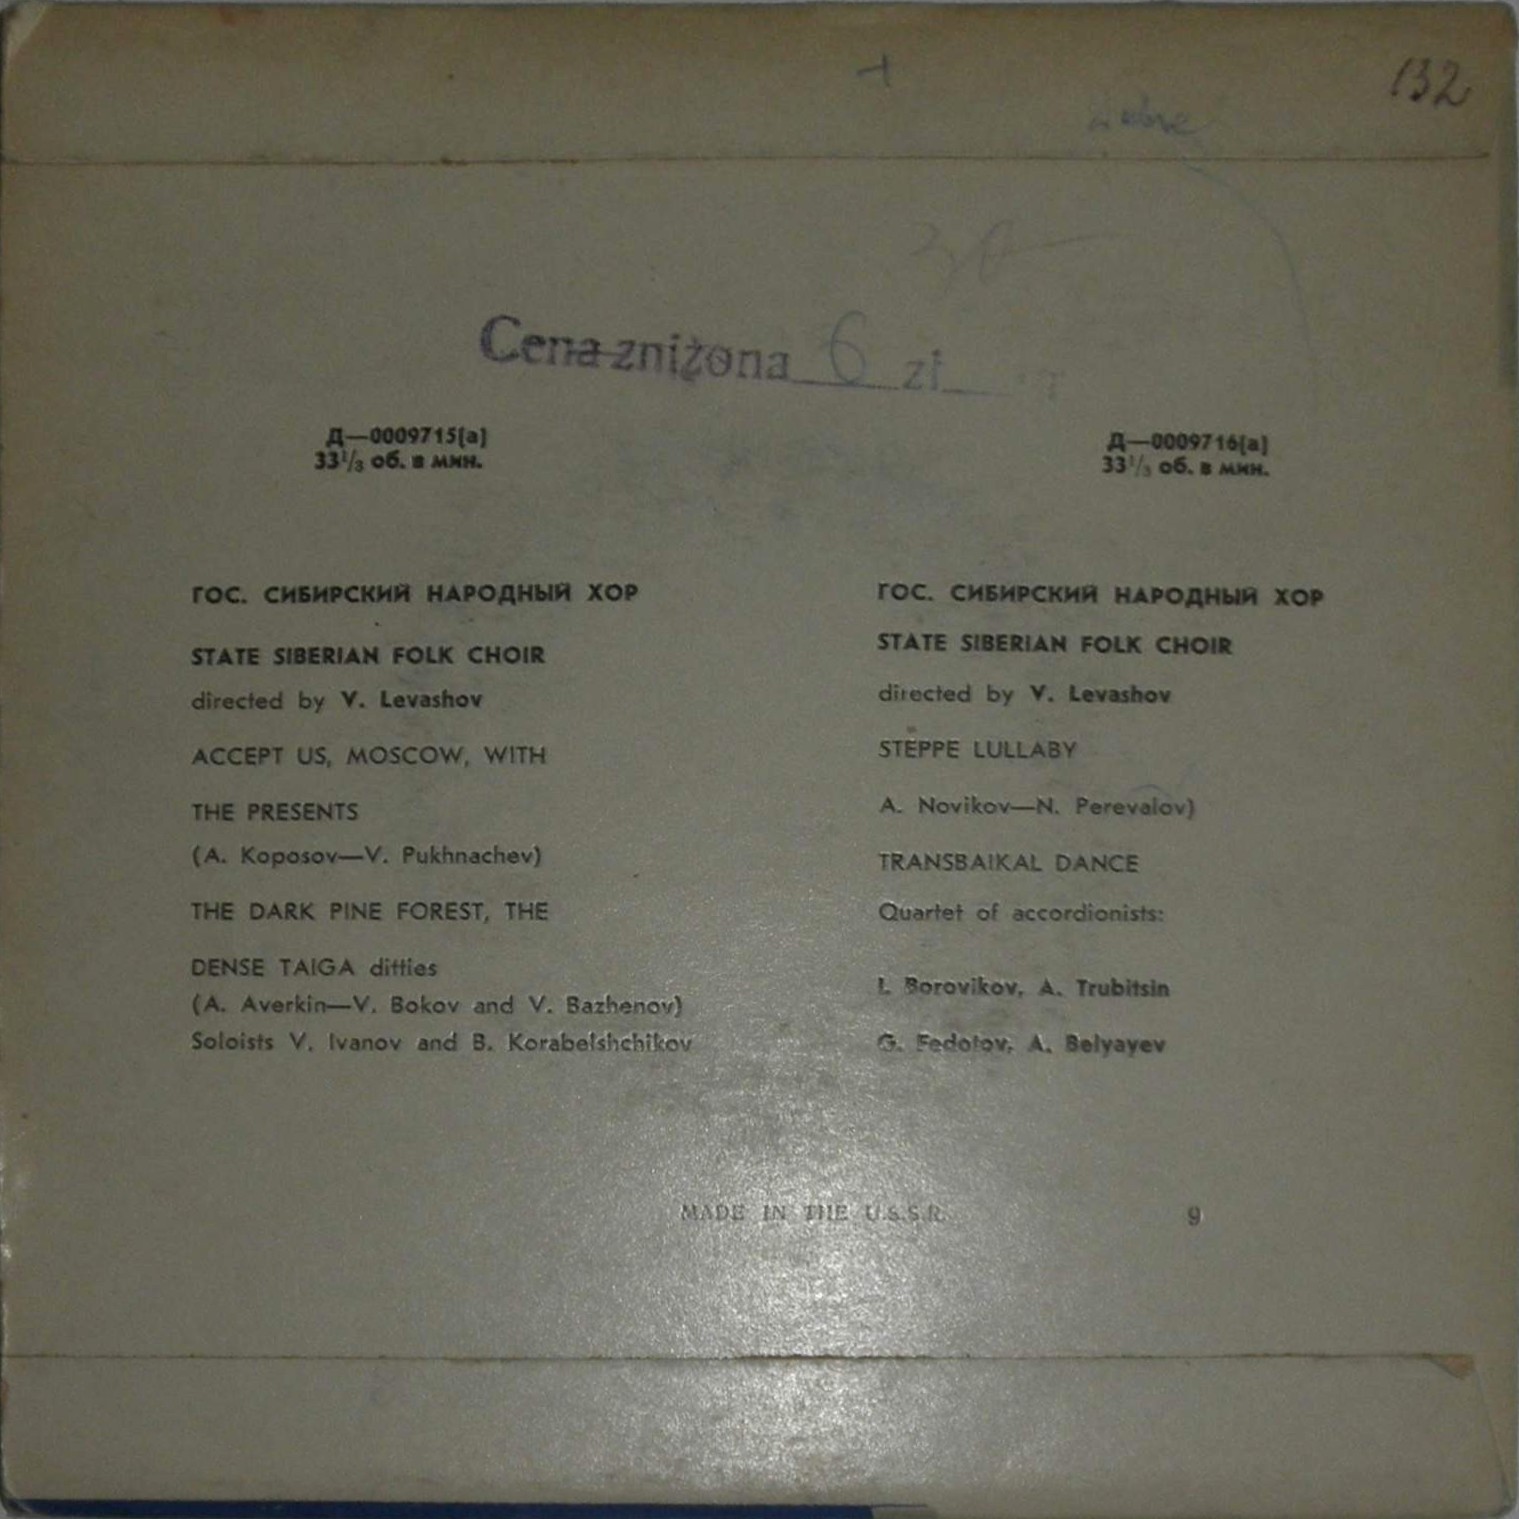 132
Cena zniżona 6 zł
Д—0009715(а)
33¹/₃ об. в мин.
ГОС. СИБИРСКИЙ НАРОДНЫЙ ХОР
STATE SIBERIAN FOLK CHOIR
directed by V. Levashov
ACCEPT US, MOSCOW, WITH
THE PRESENTS
(A. Koposov—V. Pukhnachev)
THE DARK PINE FOREST, THE
DENSE TAIGA ditties
(A. Averkin—V. Bokov and V. Bazhenov)
Soloists V. Ivanov and B. Korabelshchikov
Д—0009716(а)
33¹/₃ об. в мин.
ГОС. СИБИРСКИЙ НАРОДНЫЙ ХОР
STATE SIBERIAN FOLK CHOIR
directed by V. Levashov
STEPPE LULLABY
A. Novikov—N. Perevalov)
TRANSBAIKAL DANCE
Quartet of accordionists:
I. Borovikov, A. Trubitsin
G. Fedotov, A. Belyayev
MADE IN THE U.S.S.R. 9